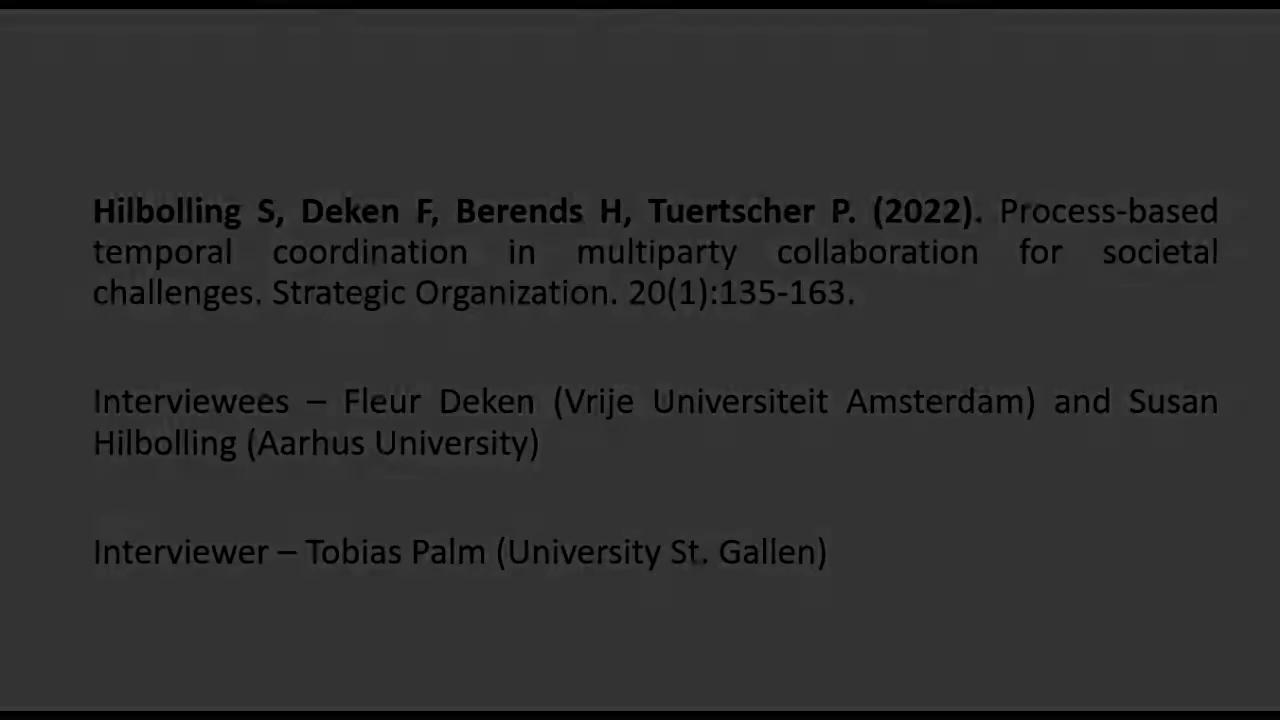 Hilbolling S, Deken F, Berends H, Tuertscher P. (2022). Process-based
temporal coordination in multiparty collaboration for societal
challenges. Strategic Organization. 20(1):135-163.
Interviewees – Fleur Deken (Vrije Universiteit Amsterdam) and Susan
Hilbolling (Aarhus University)
Interviewer – Tobias Palm (University St. Gallen)